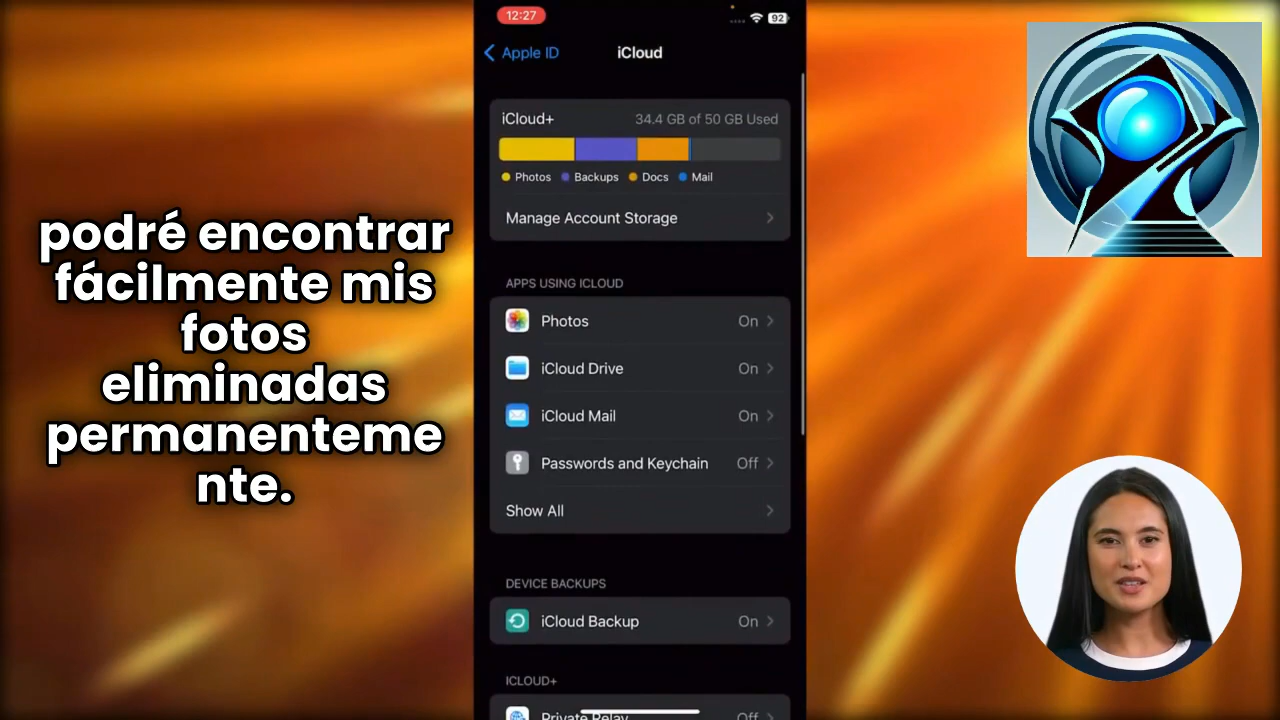 podré encontrar
fácilmente mis
fotos
eliminadas
permanenteme
nte.
12:27
92
Apple ID
iCloud
iCloud+
34.4 GB of 50 GB Used
Photos
Backups
Docs
Mail
Manage Account Storage
APPS USING ICLOUD
Photos
On
iCloud Drive
On
iCloud Mail
On
Passwords and Keychain
Off
Show All
DEVICE BACKUPS
iCloud Backup
On
ICLOUD+
Private Relay
Off